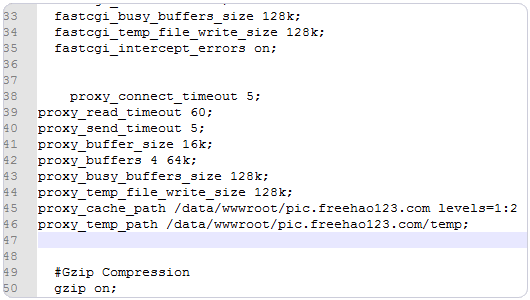 33 fastcgi_busy_buffers_size 128k;
34 fastcgi_temp_file_write_size 128k;
35 fastcgi_intercept_errors on;
36
37
38 proxy_connect_timeout 5;
39 proxy_read_timeout 60;
40 proxy_send_timeout 5;
41 proxy_buffer_size 16k;
42 proxy_buffers 4 64k;
43 proxy_busy_buffers_size 128k;
44 proxy_temp_file_write_size 128k;
45 proxy_cache_path /data/wwwroot/pic.freehao123.com levels=1:2
46 proxy_temp_path /data/wwwroot/pic.freehao123.com/temp;
47
48
49 #Gzip Compression
50 gzip on;